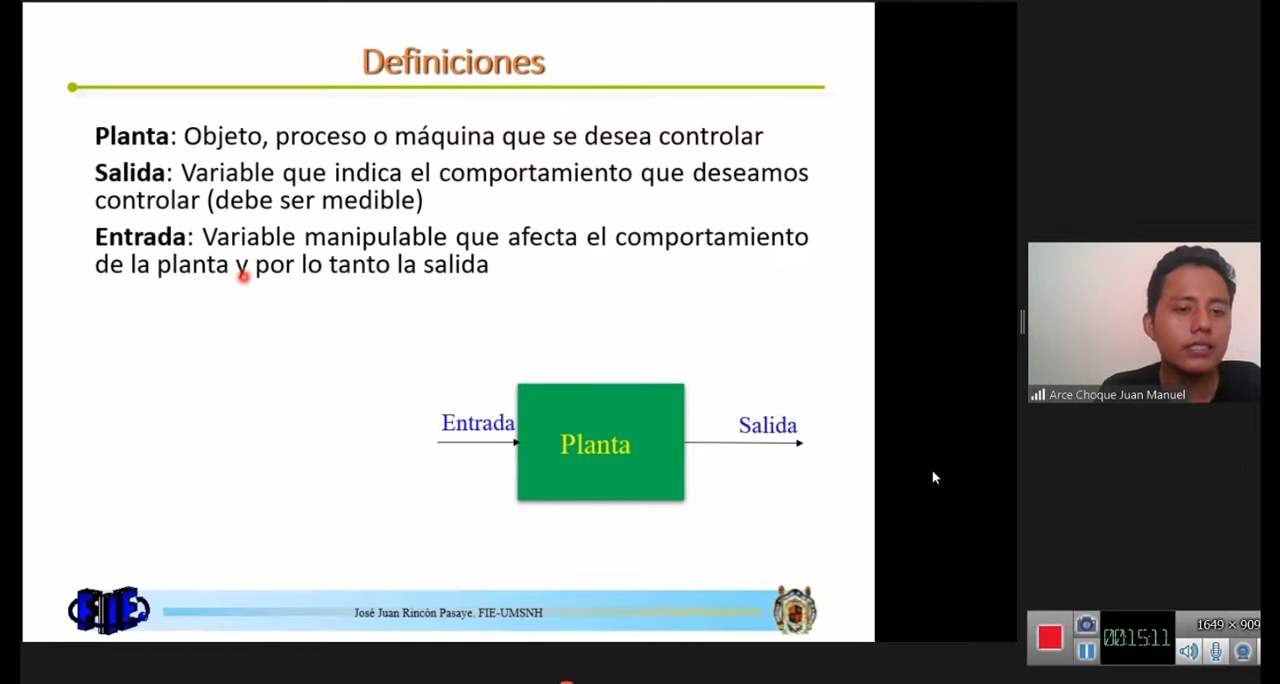 Definiciones
Planta: Objeto, proceso o máquina que se desea controlar
Salida: Variable que indica el comportamiento que deseamos
controlar (debe ser medible)
Entrada: Variable manipulable que afecta el comportamiento
de la planta y por lo tanto la salida
Entrada
Planta
Salida
FIE
José Juan Rincón Pasaye. FIE-UMSNH
Arce Choque Juan Manuel
00:15:11
1649 × 909